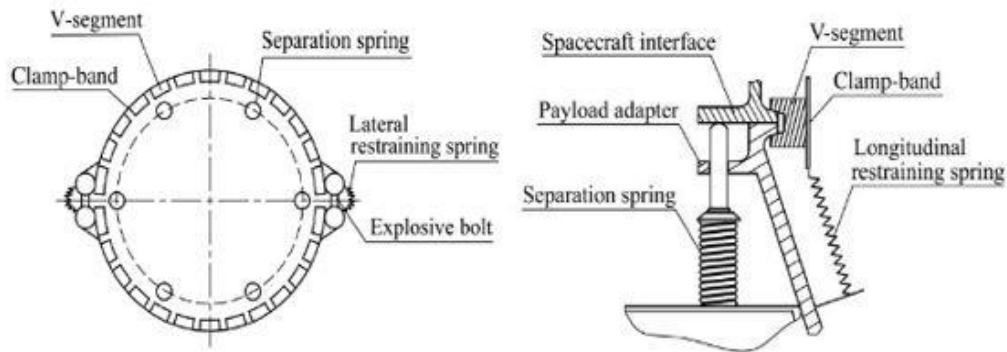 V-segment
Separation spring
Clamp-band
Lateral
restraining spring
Explosive bolt
V-segment
Spacecraft interface
Clamp-band
Payload adapter
Longitudinal
restraining spring
Separation spring